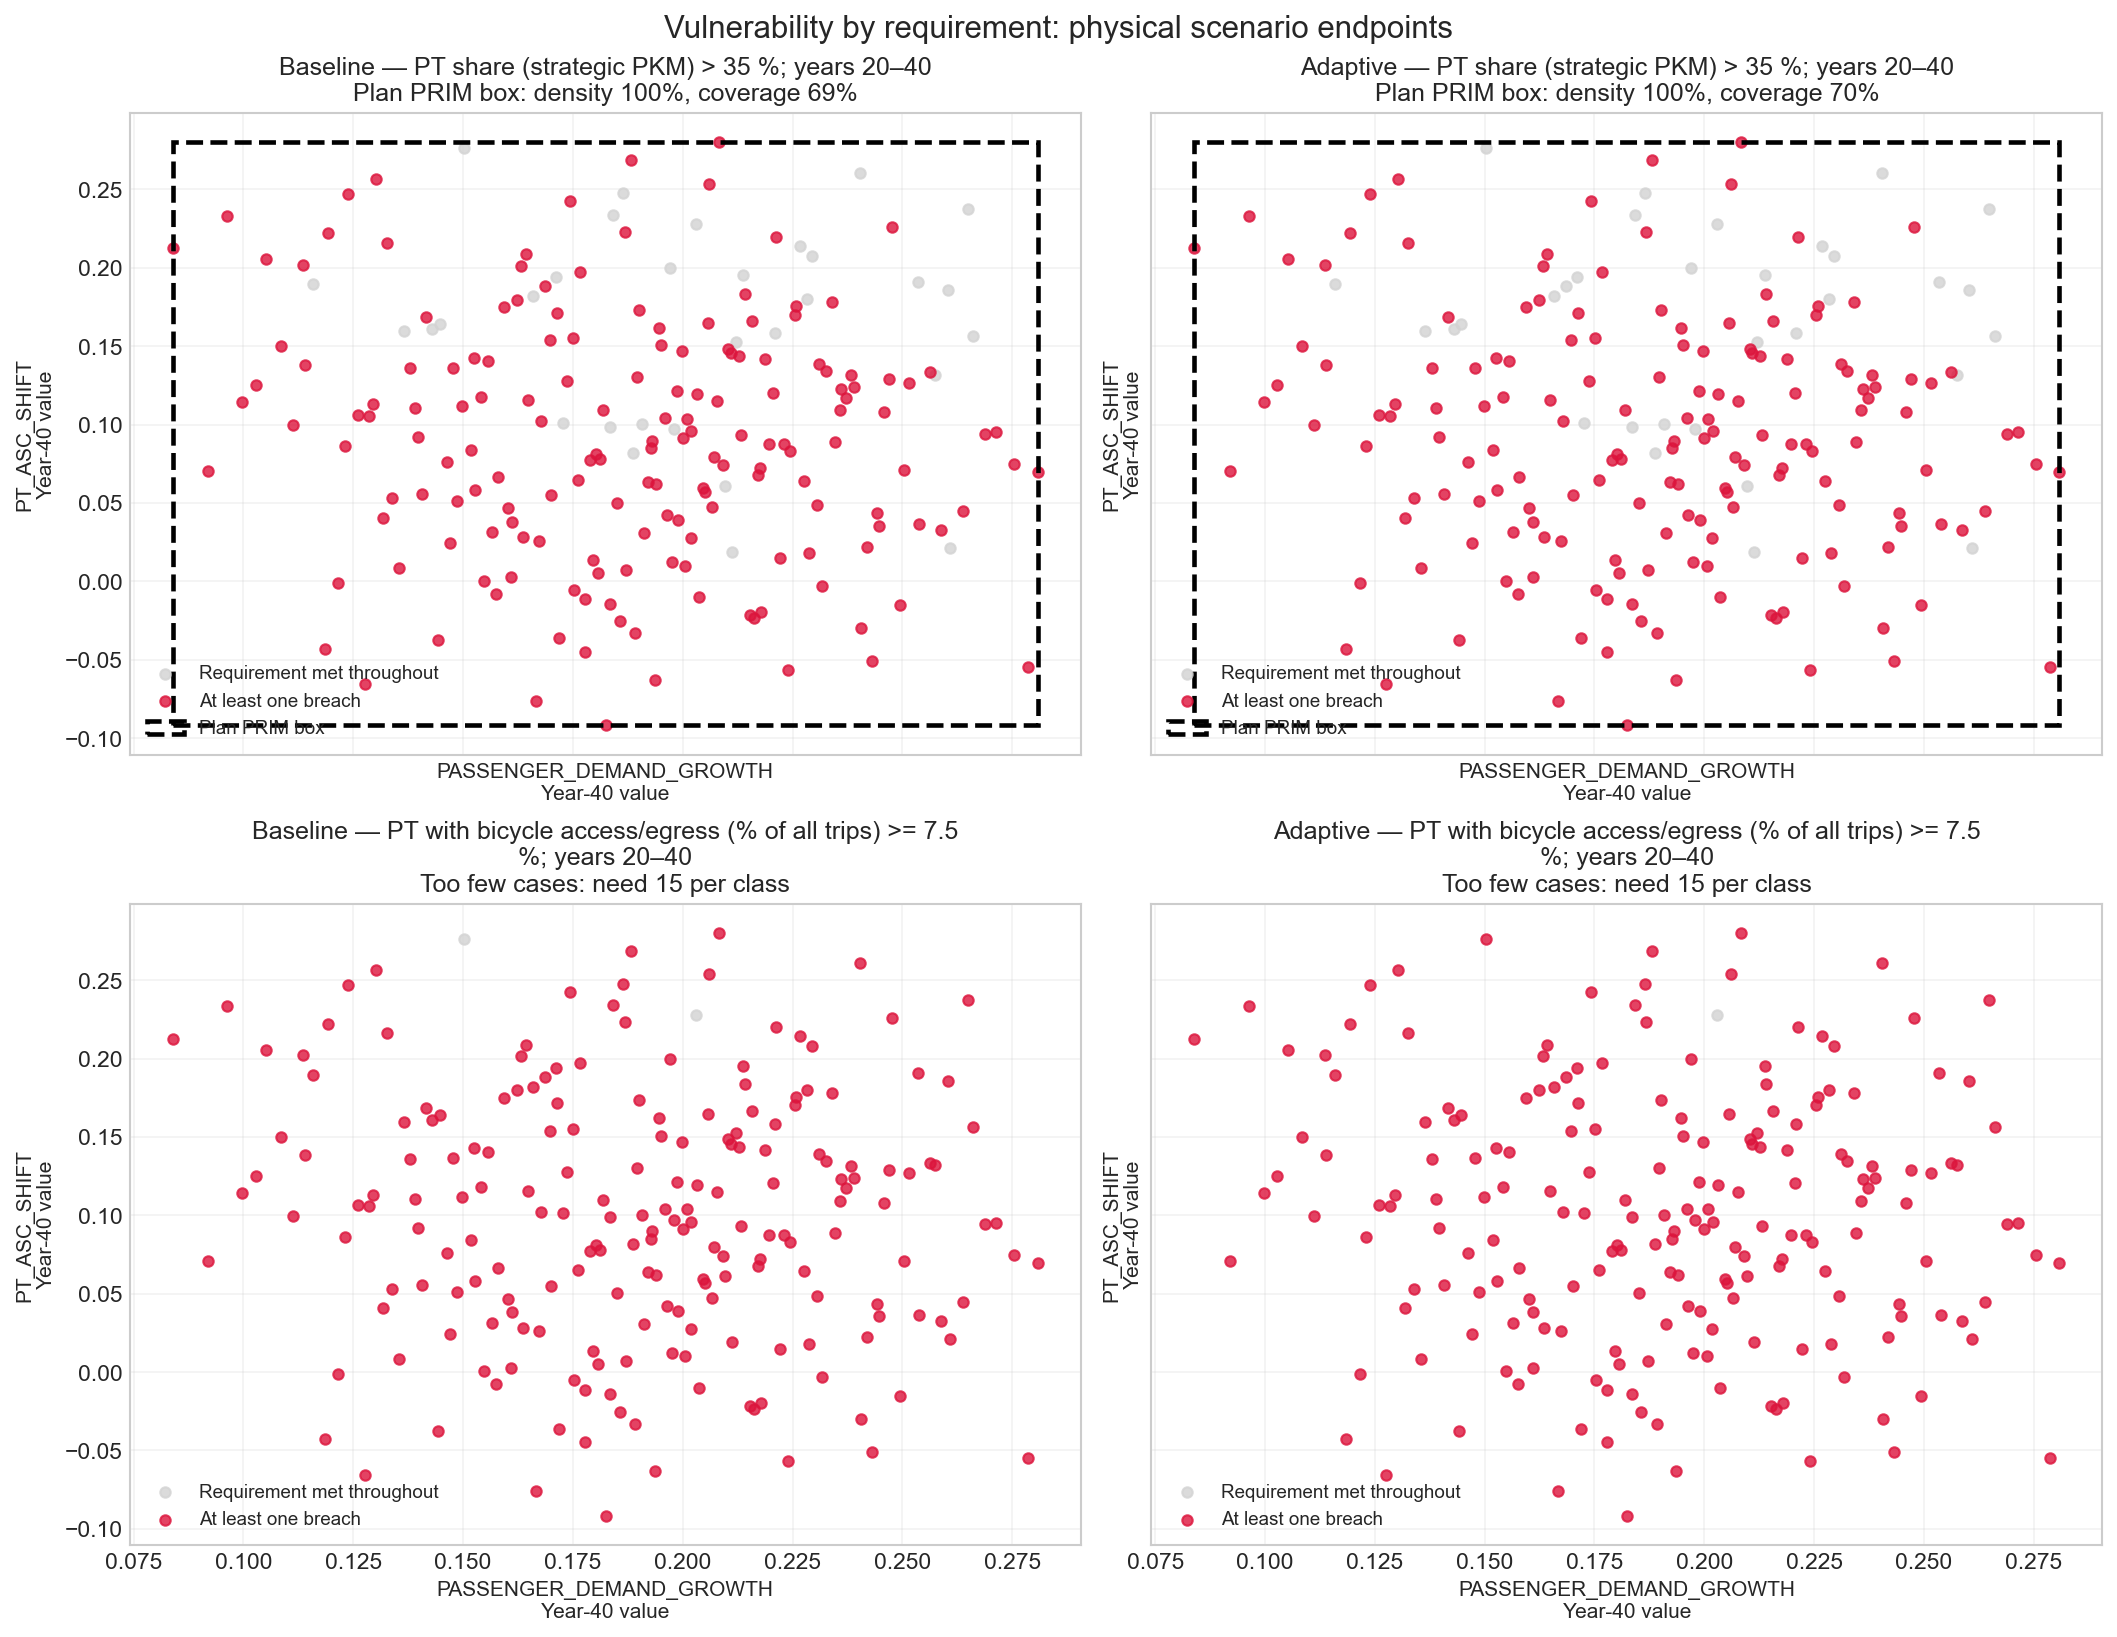 Vulnerability by requirement: physical scenario endpoints
Baseline — PT share (strategic PKM) > 35 %; years 20–40
Plan PRIM box: density 100%, coverage 69%
Adaptive — PT share (strategic PKM) > 35 %; years 20–40
Plan PRIM box: density 100%, coverage 70%
PT_ASC_SHIFT
Year-40 value
0.25
0.20
0.15
0.10
0.05
0.00
−0.05
−0.10
Requirement met throughout
At least one breach
Plan PRIM box
PASSENGER_DEMAND_GROWTH
Year-40 value
PT_ASC_SHIFT
Year-40 value
Requirement met throughout
At least one breach
Plan PRIM box
PASSENGER_DEMAND_GROWTH
Year-40 value
Baseline — PT with bicycle access/egress (% of all trips) >= 7.5
%; years 20–40
Too few cases: need 15 per class
Adaptive — PT with bicycle access/egress (% of all trips) >= 7.5
%; years 20–40
Too few cases: need 15 per class
PT_ASC_SHIFT
Year-40 value
0.25
0.20
0.15
0.10
0.05
0.00
−0.05
−0.10
Requirement met throughout
At least one breach
0.075 0.100 0.125 0.150 0.175 0.200 0.225 0.250 0.275
PASSENGER_DEMAND_GROWTH
Year-40 value
PT_ASC_SHIFT
Year-40 value
Requirement met throughout
At least one breach
0.075 0.100 0.125 0.150 0.175 0.200 0.225 0.250 0.275
PASSENGER_DEMAND_GROWTH
Year-40 value